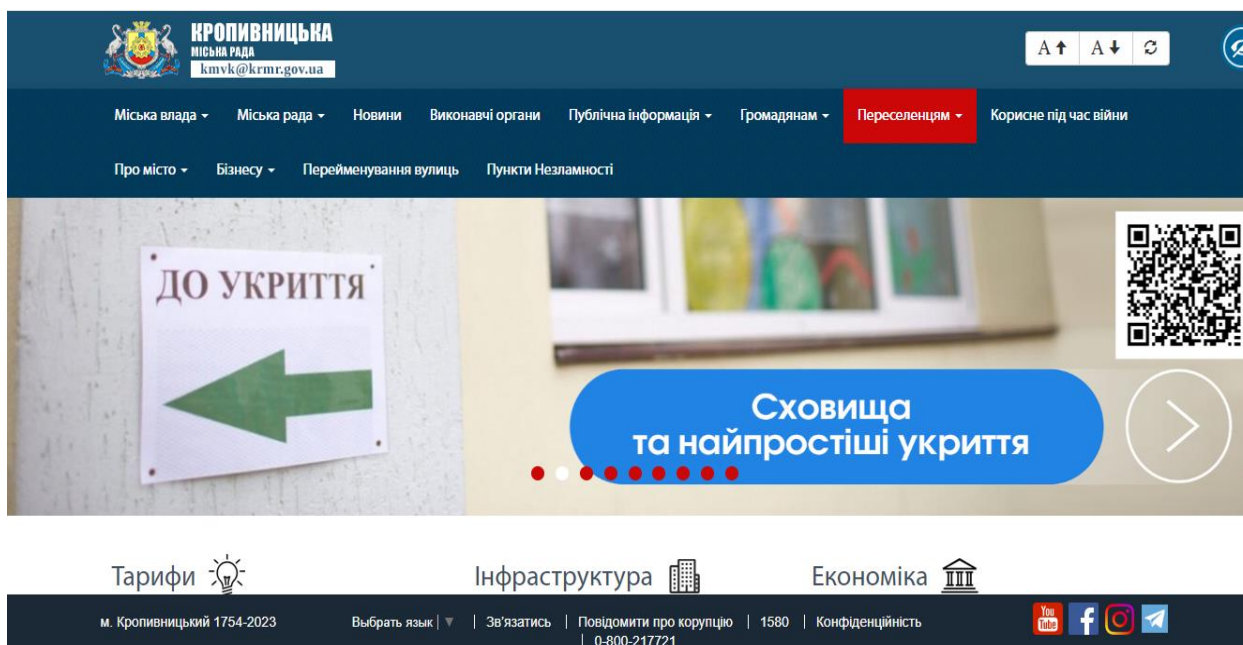 КРОПИВНИЦЬКА
МІСЬКА РАДА
kmvk@krmr.gov.ua
A A
Міська влада Міська рада Новини Виконавчі органи Публічна інформація Громадянам Переселенцям Корисне під час війни
Про місто Бізнесу Перейменування вулиць Пункти Незламності
ДО УКРИТТЯ
Сховища
та найпростіші укриття
Тарифи Інфраструктура Економіка
м. Кропивницький 1754-2023 Выбрать язык | ▼ | Зв'язатись | Повідомити про корупцію | 1580 | Конфіденційність
| 0-800-217721
You
Tube